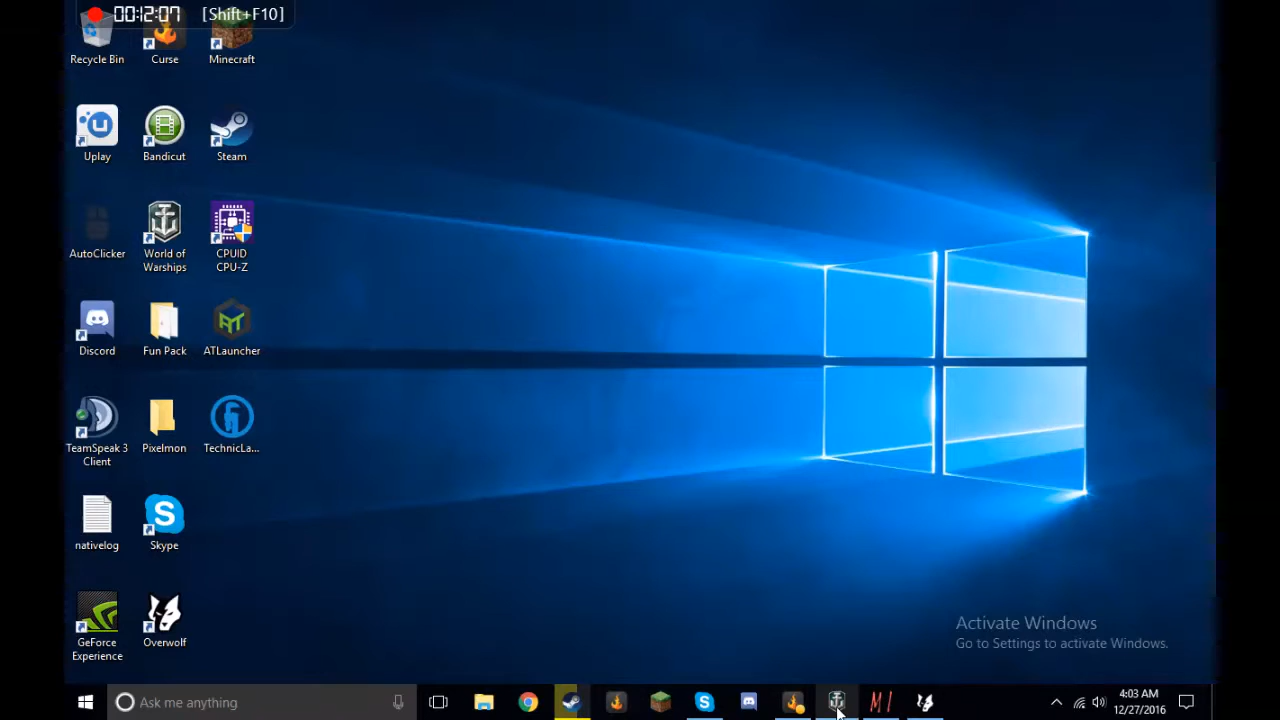 00:12:07 [Shift+F10]
Recycle Bin
Curse
Minecraft
Uplay
Bandicut
Steam
AutoClicker
World of
Warships
CPUID
CPU-Z
Discord
Fun Pack
ATLauncher
TeamSpeak 3
Client
Pixelmon
TechnicLa...
nativelog
Skype
GeForce
Experience
Overwolf
Activate Windows
Go to Settings to activate Windows.
Ask me anything
4:03 AM
12/27/2016